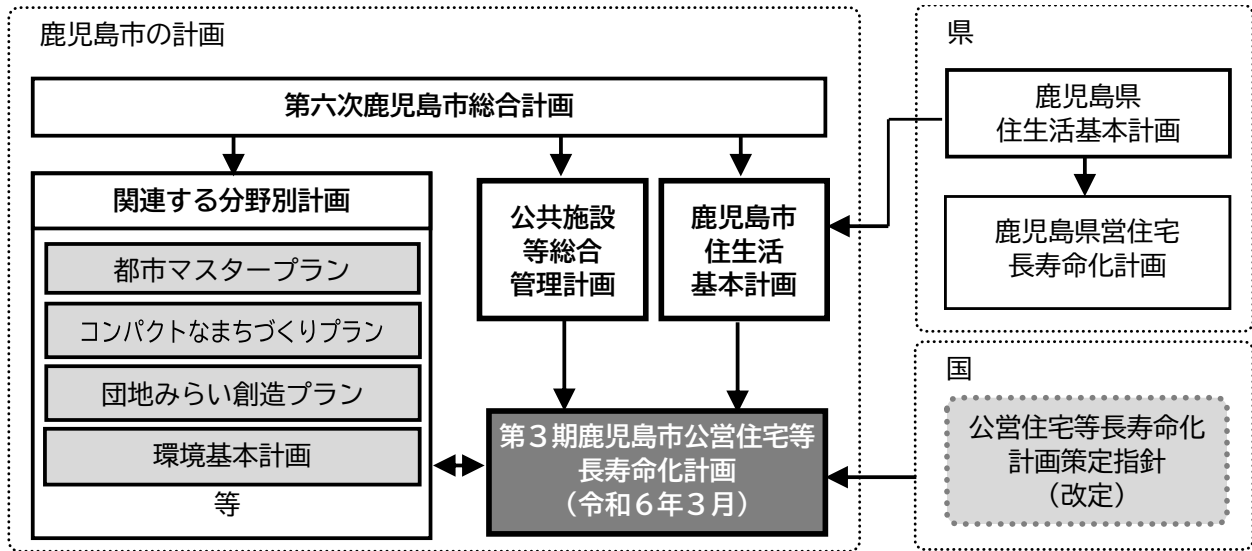 鹿児島市の計画
第六次鹿児島市総合計画
関連する分野別計画
都市マスタープラン
コンパクトなまちづくりプラン
団地みらい創造プラン
環境基本計画
等
公共施設
等総合
管理計画
鹿児島市
住生活
基本計画
第３期鹿児島市公営住宅等
長寿命化計画
（令和６年３月）
県
鹿児島県
住生活基本計画
鹿児島県営住宅
長寿命化計画
国
公営住宅等長寿命化
計画策定指針
（改定）